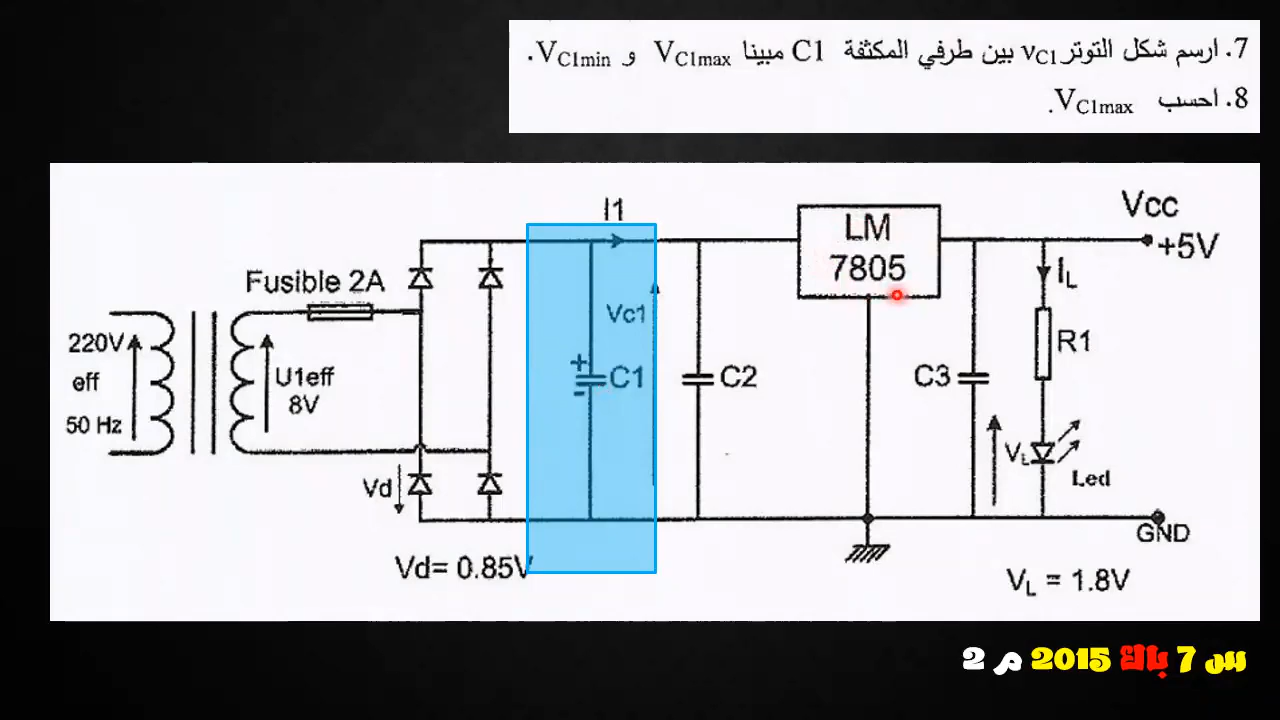 7. ارسم شكل التوتر vC1 بين طرفي المكثفة C1 مبينا VC1max و VC1min.
8. احسب VC1max.
I1
LM
7805
Vcc
+5V
Fusible 2A
IL
220V
eff
50 Hz
U1eff
8V
Vc1
+
C1
-
C2
C3
R1
VL
Led
Vd
GND
Vd= 0.85V
VL = 1.8V
س 7 باك 2015 م 2